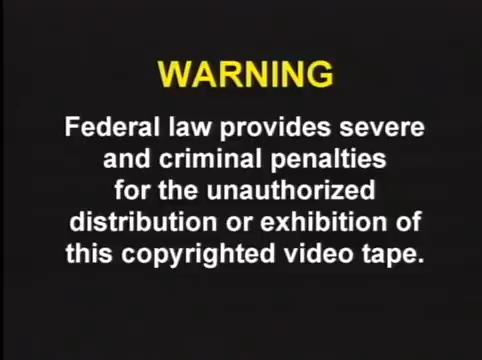 WARNING
Federal law provides severe
and criminal penalties
for the unauthorized
distribution or exhibition of
this copyrighted video tape.